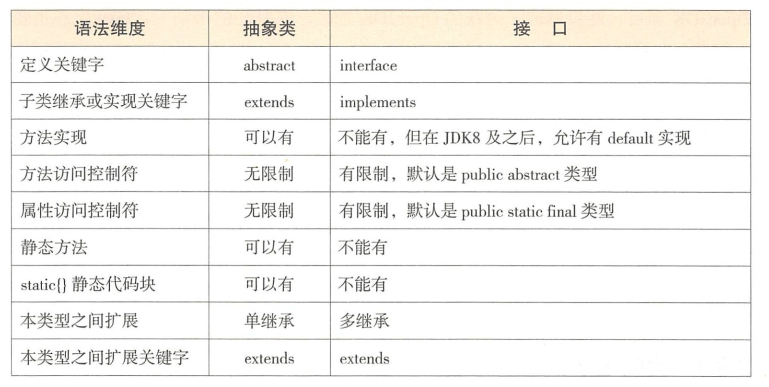 语法维度 抽象类 接 口
定义关键字 abstract interface
子类继承或实现关键字 extends implements
方法实现 可以有 不能有，但在 JDK8 及之后，允许有 default 实现
方法访问控制符 无限制 有限制，默认是 public abstract 类型
属性访问控制符 无限制 有限制，默认是 public static final 类型
静态方法 可以有 不能有
static{} 静态代码块 可以有 不能有
本类型之间扩展 单继承 多继承
本类型之间扩展关键字 extends extends